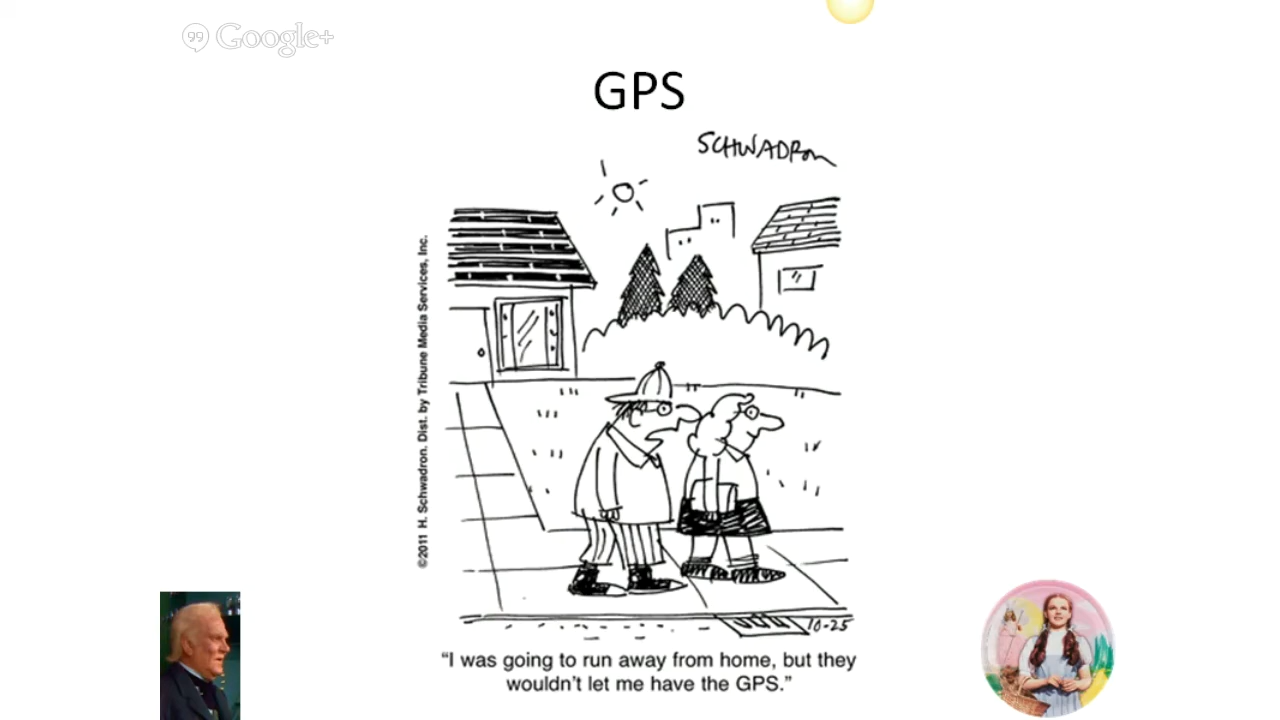 Google+
GPS
SCHWADRON
©2011 H. Schwadron. Dist. by Tribune Media Services, Inc.
10-25
“I was going to run away from home, but they
wouldn’t let me have the GPS.”